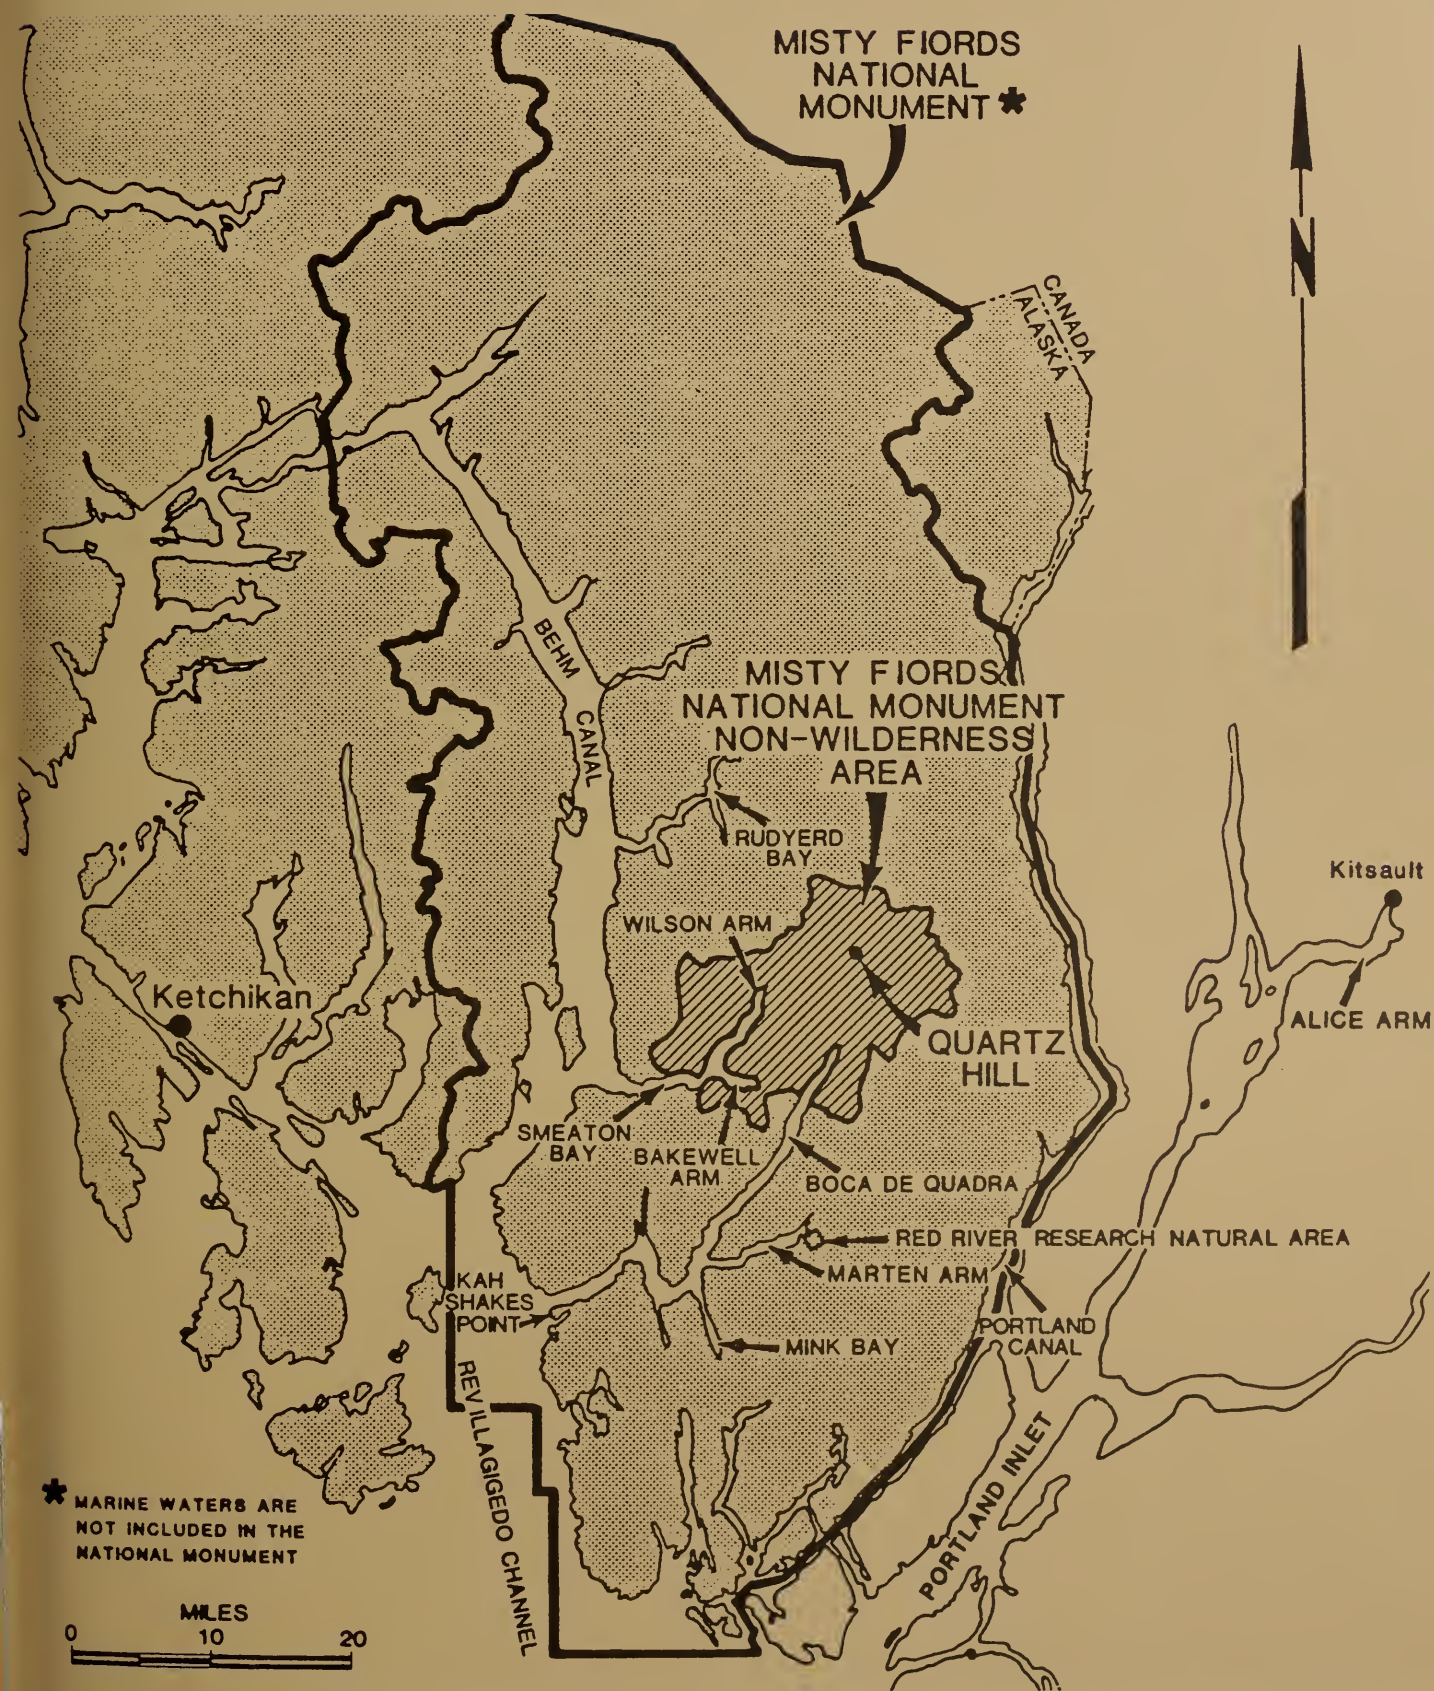 MISTY FIORDS
NATIONAL
MONUMENT *
N
CANADA
ALASKA
BEHM
CANAL
MISTY FIORDS
NATIONAL MONUMENT
NON-WILDERNESS
AREA
RUDYERD
BAY
Kitsault
WILSON ARM
Ketchikan
ALICE ARM
QUARTZ
HILL
SMEATON
BAY
BAKEWELL
ARM
BOCA DE QUADRA
RED RIVER RESEARCH NATURAL AREA
MARTEN ARM
KAH
SHAKES
POINT
PORTLAND
CANAL
MINK BAY
REVILLAGIGEDO CHANNEL
PORTLAND INLET
* MARINE WATERS ARE
NOT INCLUDED IN THE
NATIONAL MONUMENT
MILES
0 10 20